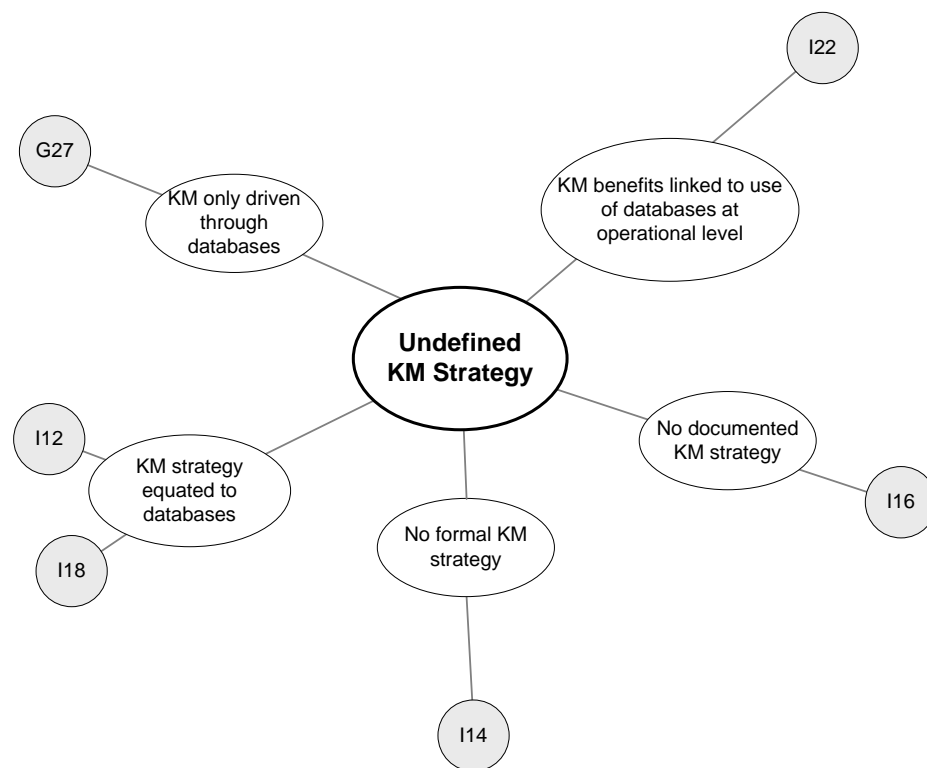 I22
G27
KM only driven
through
databases
KM benefits linked to use
of databases at
operational level
Undefined
KM Strategy
I12
KM strategy
equated to
databases
I18
No formal KM
strategy
No documented
KM strategy
I16
I14